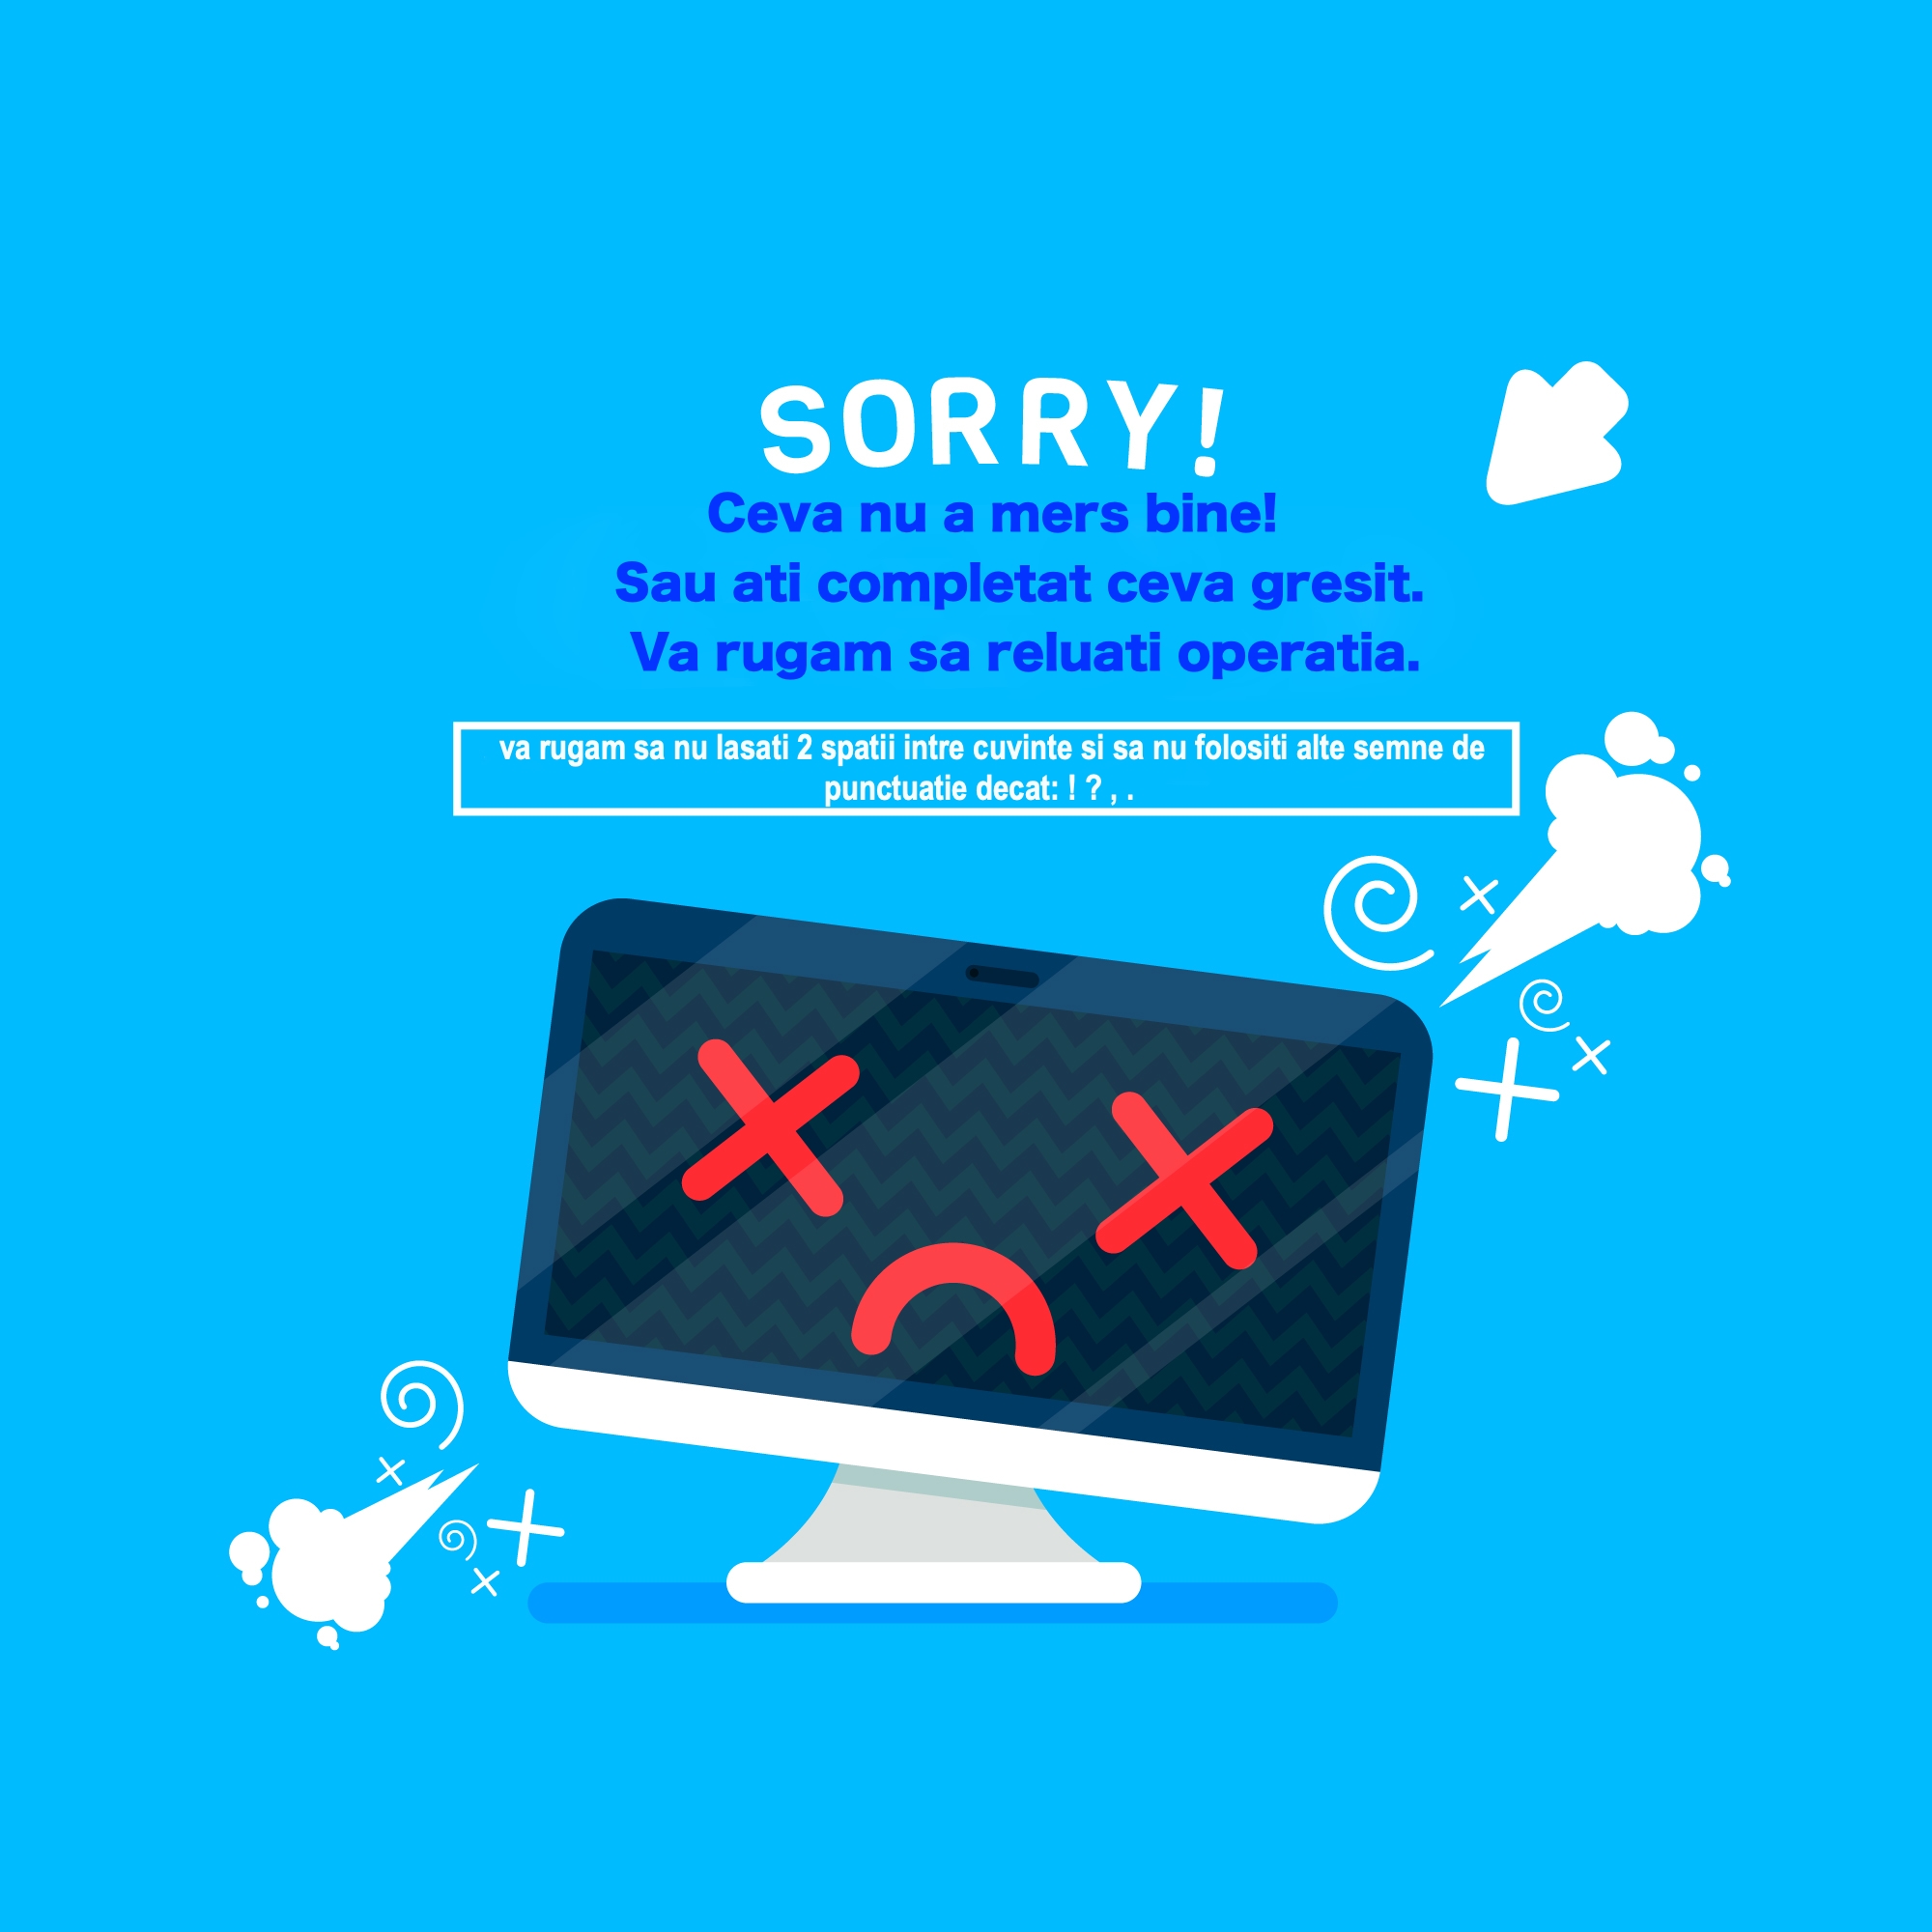 SORRY!
Ceva nu a mers bine!
Sau ati completat ceva gresit.
Va rugam sa reluati operatia.
va rugam sa nu lasati 2 spatii intre cuvinte si sa nu folositi alte semne de
punctuatie decat: ! ? , .